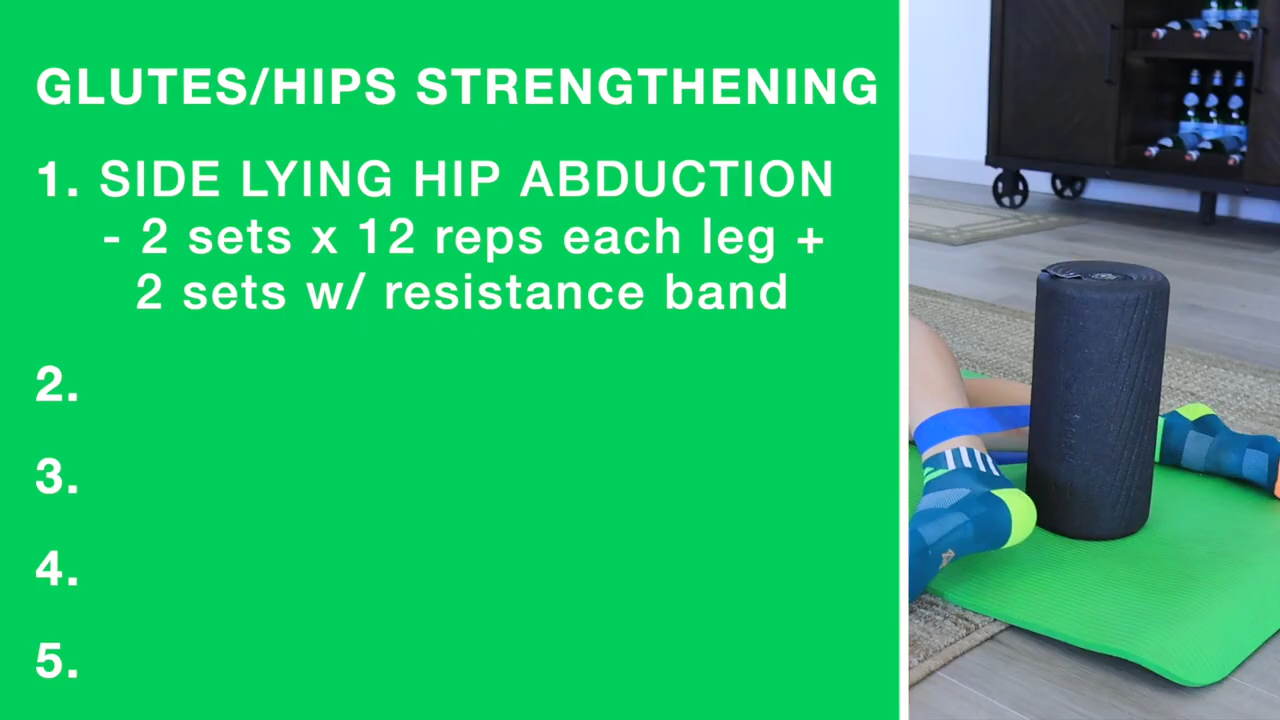 GLUTES/HIPS STRENGTHENING
1. SIDE LYING HIP ABDUCTION
- 2 sets x 12 reps each leg +
2 sets w/ resistance band
2.
3.
4.
5.